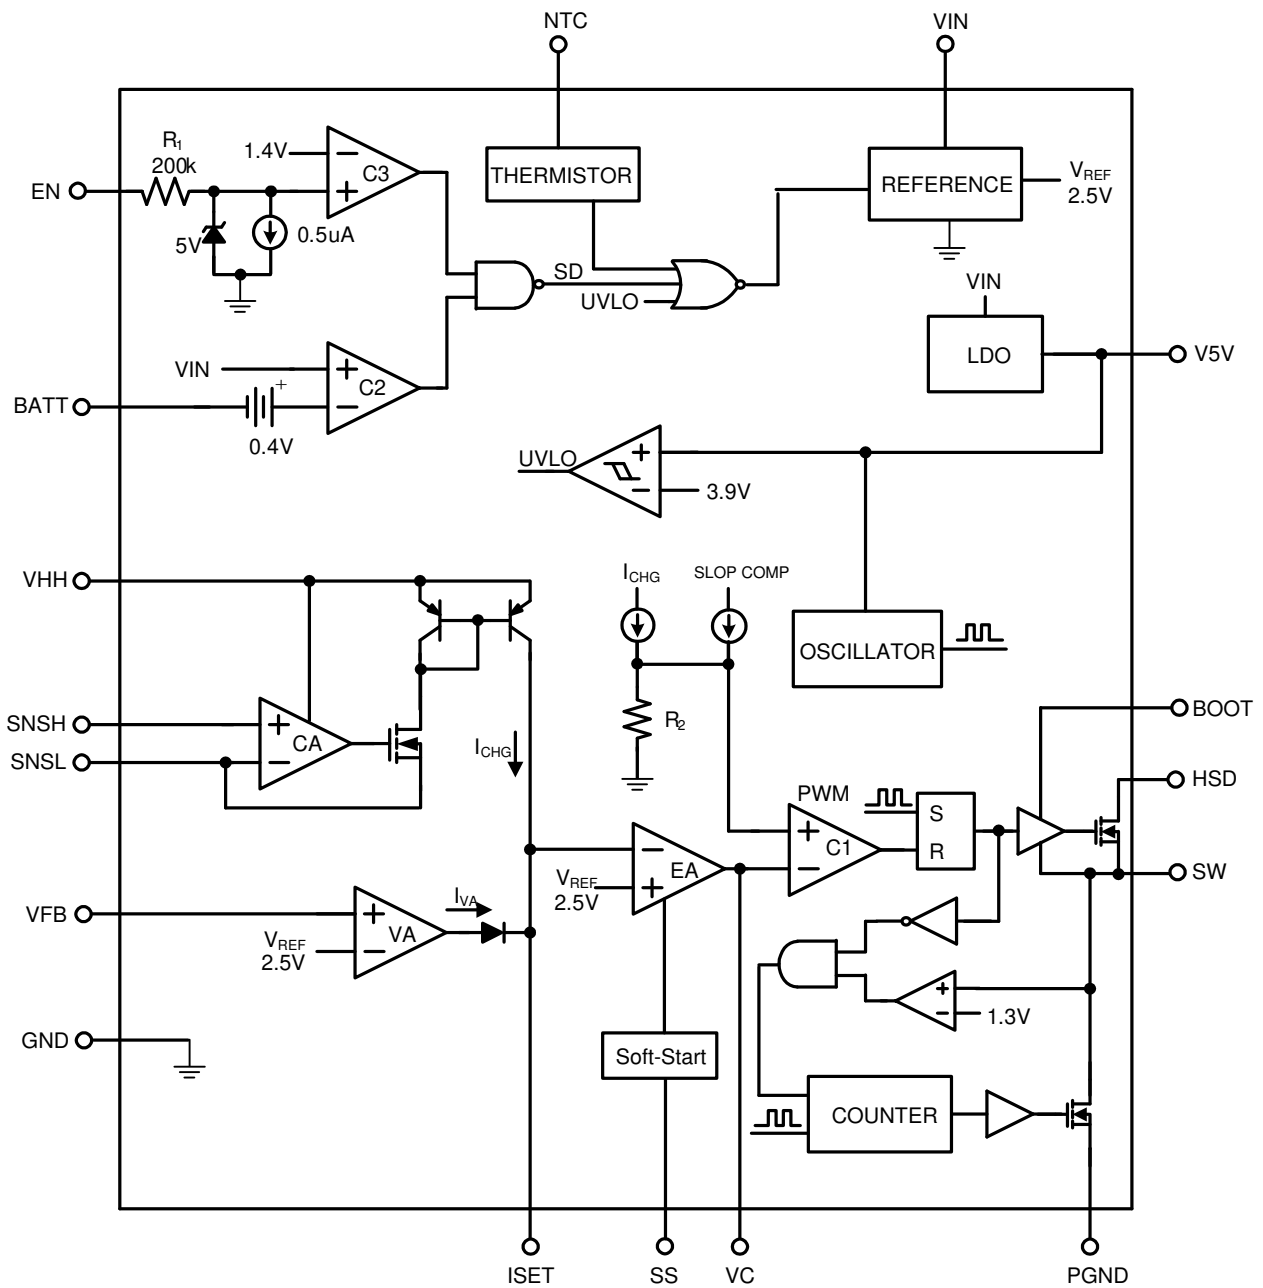 NTC
VIN
R1
200k
1.4V
C3
THERMISTOR
REFERENCE
VREF
2.5V
EN
5V
0.5uA
SD
UVLO
VIN
LDO
V5V
VIN
C2
BATT
+
0.4V
UVLO
3.9V
VHH
ICHG
SLOP COMP
OSCILLATOR
R2
SNSH
CA
SNSL
ICHG
BOOT
HSD
PWM
S
R
C1
EA
VREF
2.5V
SW
VFB
IVA
VA
VREF
2.5V
1.3V
GND
Soft-Start
COUNTER
ISET
SS
VC
PGND